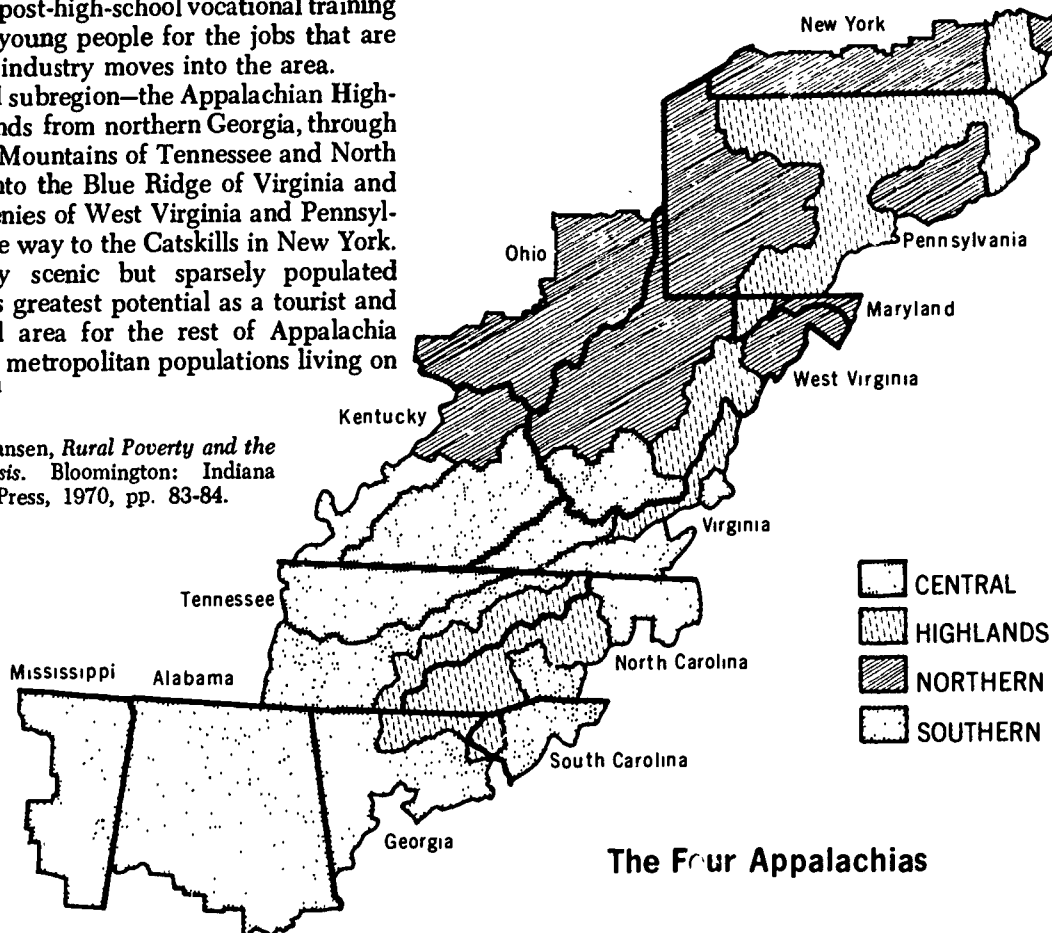 post-high-school vocational training
young people for the jobs that are
industry moves into the area.
subregion—the Appalachian High-
from northern Georgia, through
Mountains of Tennessee and North
the Blue Ridge of Virginia and
of West Virginia and Pennsyl-
way to the Catskills in New York.
scenic but sparsely populated
greatest potential as a tourist and
area for the rest of Appalachia
metropolitan populations living on
Rural Poverty and the
Bloomington: Indiana
Press, 1970, pp. 83-84.
New York
Ohio
Pennsylvania
Maryland
West Virginia
Kentucky
Virginia
Tennessee
North Carolina
Mississippi
Alabama
South Carolina
Georgia
CENTRAL
HIGHLANDS
NORTHERN
SOUTHERN
The Four Appalachias